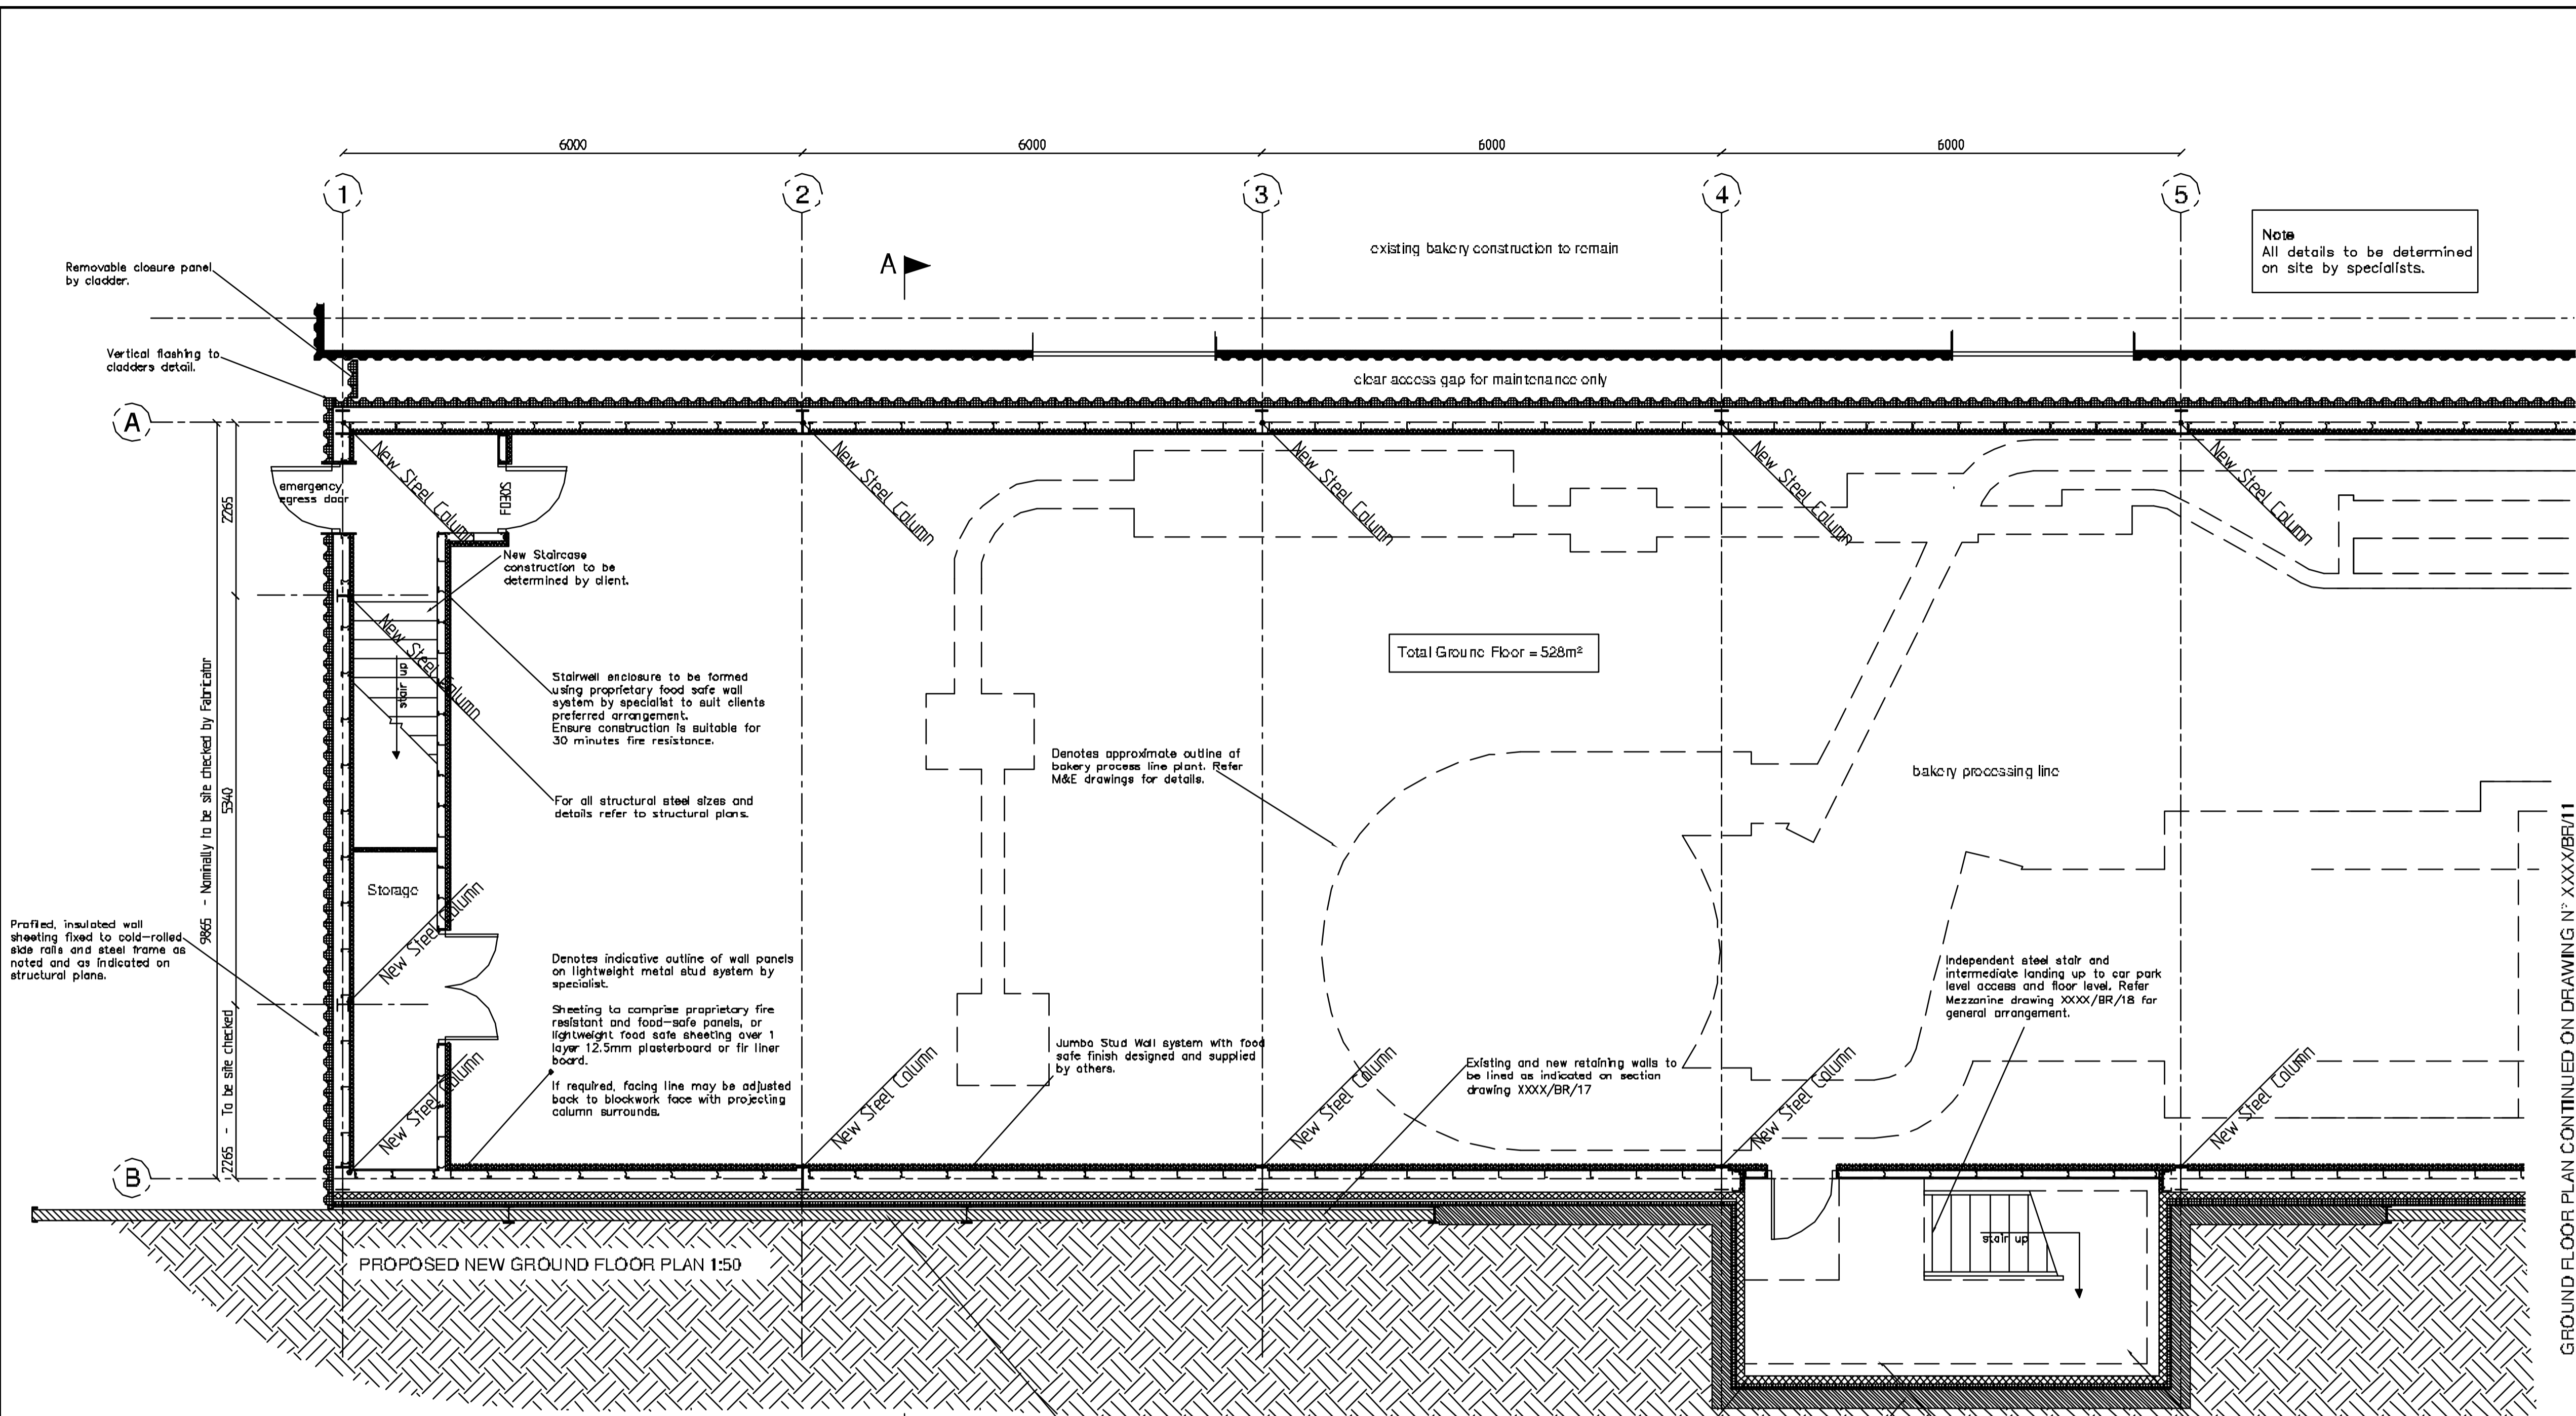 6000
6000
6000
6000
1
2
3
4
5
Note
All details to be determined
on site by specialists.
existing bakery construction to remain
A
Removable closure panel
by cladder.
Vertical flashing to
cladders detail.
clear access gap for maintenance only
A
New Steel Column
New Steel Column
New Steel Column
New Steel Column
New Steel Column
emergency
egress door
2265
New Staircase
construction to be
determined by client.
New Steel Column
stair up
Total Ground Floor = 528m²
Stairwell enclosure to be formed
using proprietary food safe wall
system by specialist to suit clients
preferred arrangement.
Ensure construction is suitable for
30 minutes fire resistance.
9865 - Nominally to be site checked by Fabricator
5340
Denotes approximate outline of
bakery process line plant. Refer
M&E drawings for details.
bakery processing line
For all structural steel sizes and
details refer to structural plans.
Storage
New Steel Column
Profiled, insulated wall
sheeting fixed to cold-rolled
side rails and steel frame as
noted and as indicated on
structural plans.
Denotes indicative outline of wall panels
on lightweight metal stud system by
specialist.
Sheeting to comprise proprietary fire
resistant and food-safe panels, or
lightweight food safe sheeting over 1
layer 12.5mm plasterboard or fir liner
board.
If required, facing line may be adjusted
back to blockwork face with projecting
column surrounds.
Independent steel stair and
intermediate landing up to car park
level access and floor level. Refer
Mezzanine drawing XXXX/BR/18 for
general arrangement.
Jumbo Stud Wall system with food
safe finish designed and supplied
by others.
Existing and new retaining walls to
be lined as indicated on section
drawing XXXX/BR/17
2265 - To be site checked
New Steel Column
New Steel Column
New Steel Column
New Steel Column
New Steel Column
B
stair up
PROPOSED NEW GROUND FLOOR PLAN 1:50
GROUND FLOOR PLAN CONTINUED ON DRAWING N° XXXX/BR/11